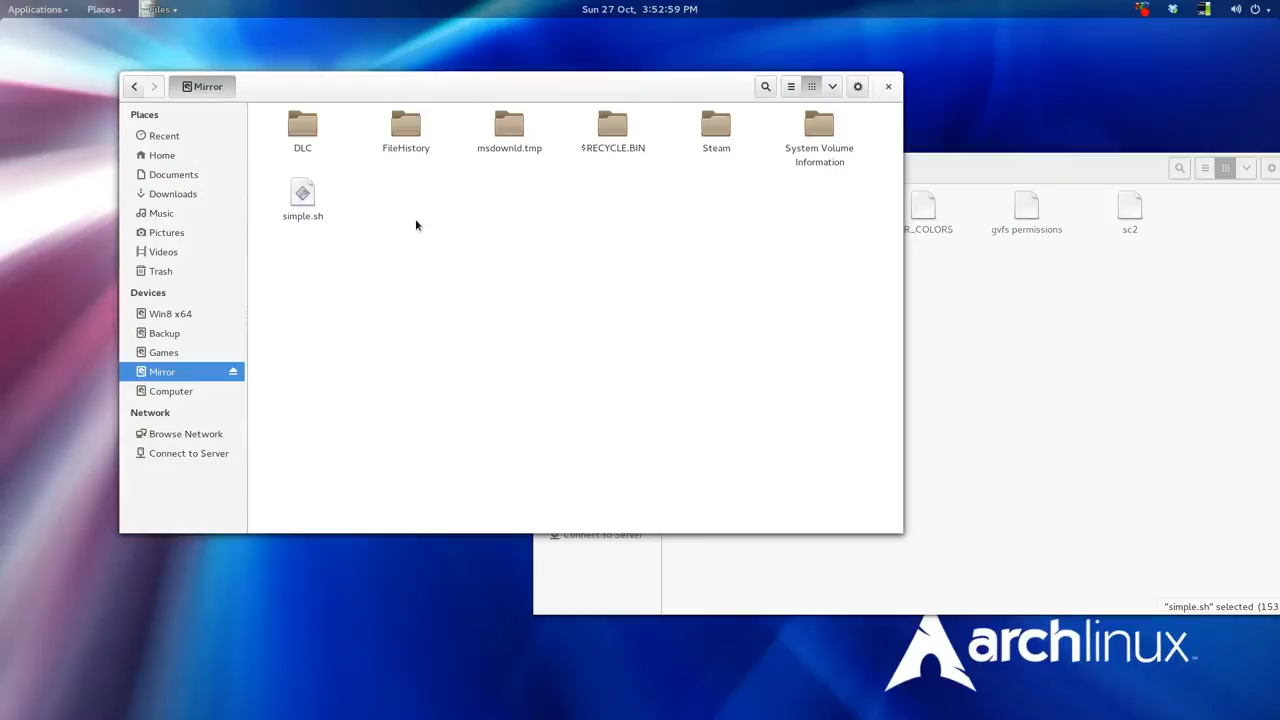 Applications Places Files Sun 27 Oct, 3:52:59 PM
Mirror
Places
Recent
Home
Documents
Downloads
Music
Pictures
Videos
Trash
Devices
Win8 x64
Backup
Games
Mirror
Computer
Network
Browse Network
Connect to Server
DLC
FileHistory
msdownld.tmp
$RECYCLE.BIN
Steam
System Volume
Information
simple.sh
R_COLORS
gvfs permissions
sc2
Connect to Server
"simple.sh" selected (153
archlinux